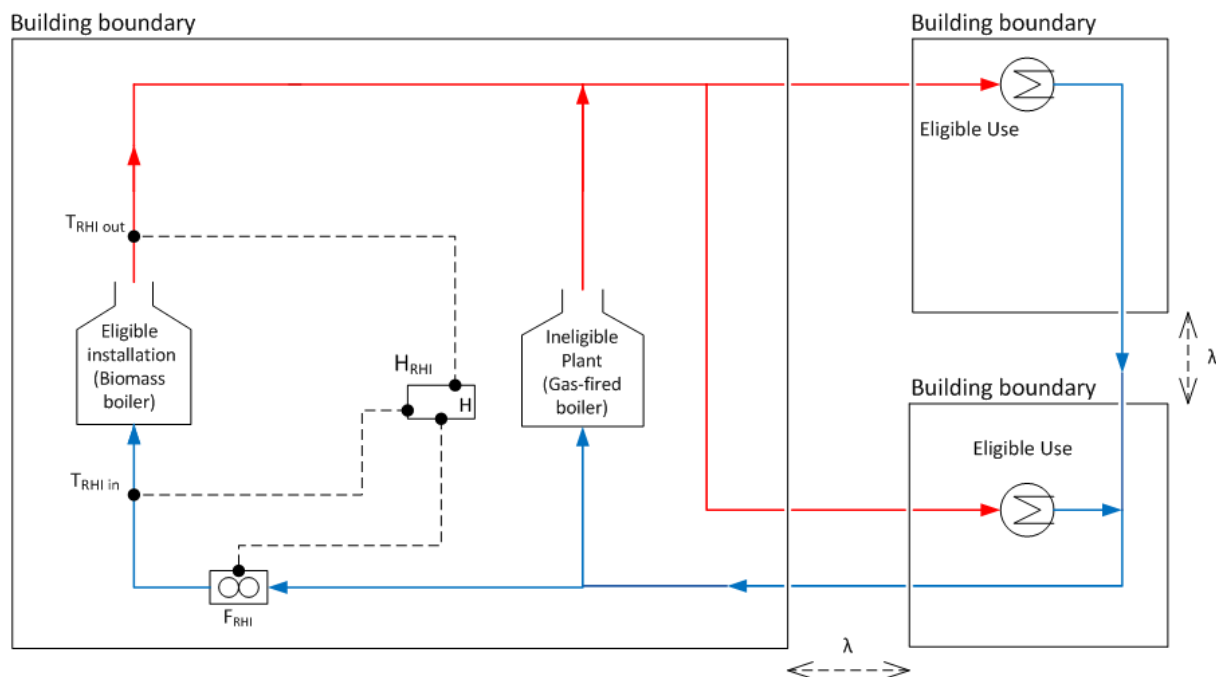 Building boundary
Building boundary
Eligible Use
T_RHI out
Eligible
installation
(Biomass
boiler)
H_RHI
H
Ineligible
Plant
(Gas-fired
boiler)
λ
Building boundary
Eligible Use
T_RHI in
F_RHI
λ